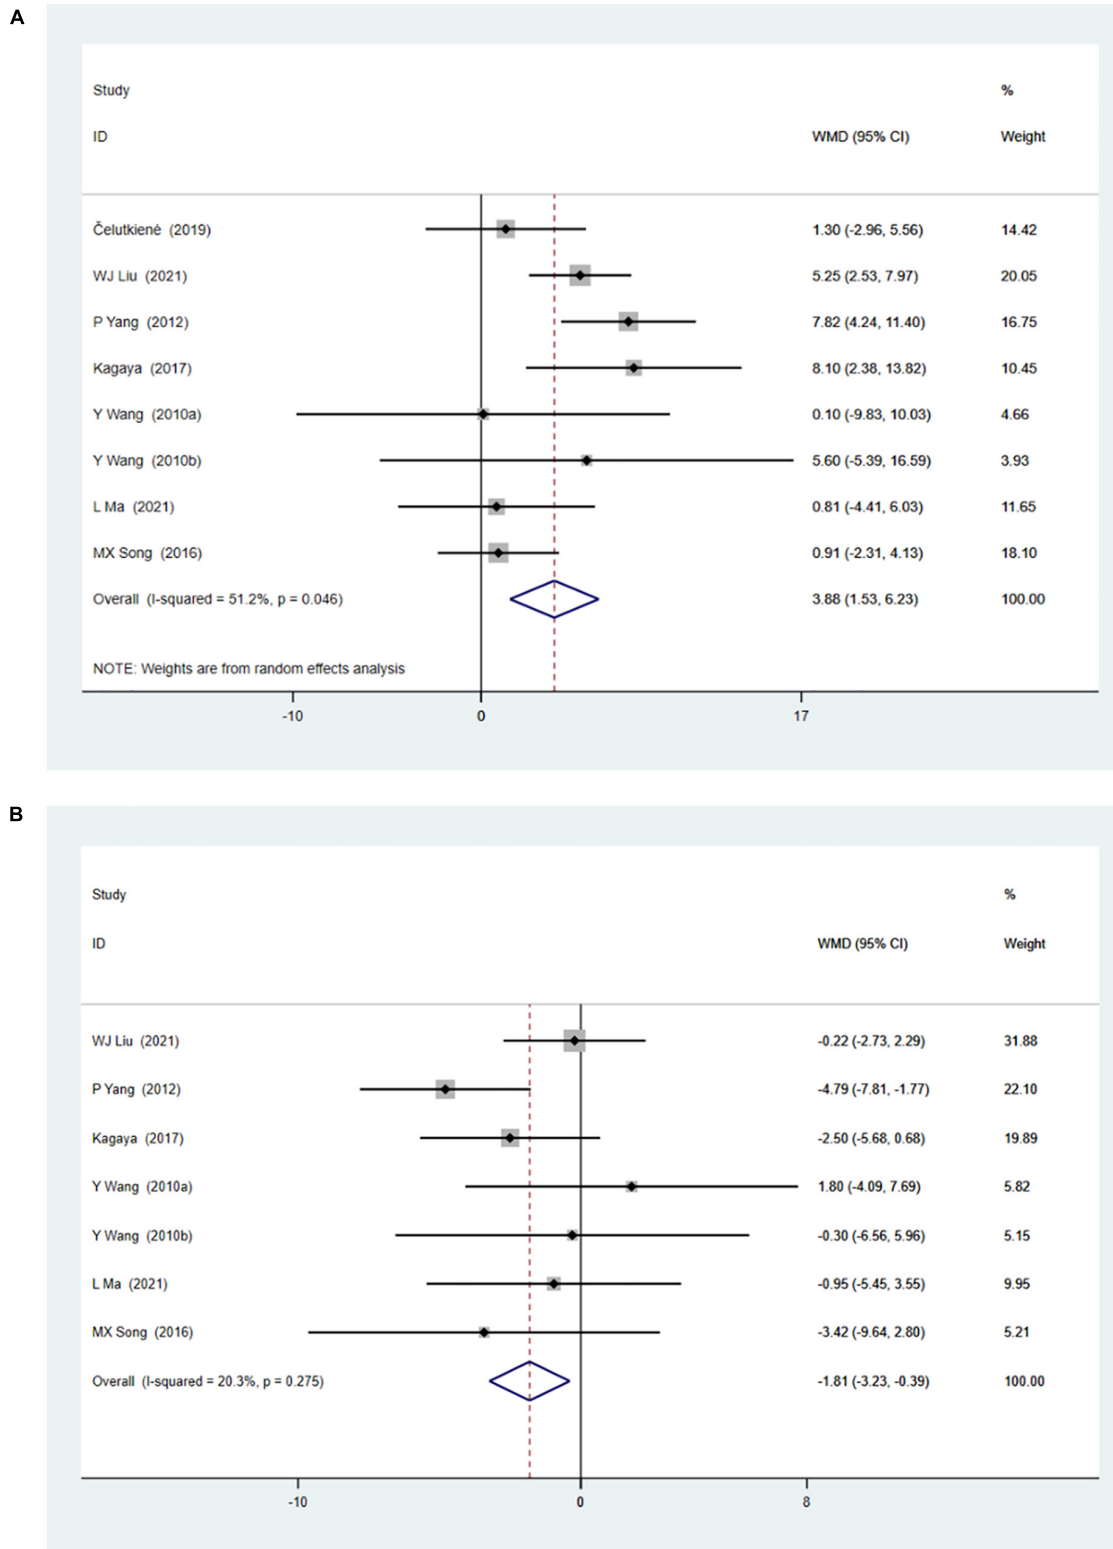 A
Study %
ID WMD (95% CI) Weight
Čelutkienė (2019) 1.30 (-2.96, 5.56) 14.42
WJ Liu (2021) 5.25 (2.53, 7.97) 20.05
P Yang (2012) 7.82 (4.24, 11.40) 16.75
Kagaya (2017) 8.10 (2.38, 13.82) 10.45
Y Wang (2010a) 0.10 (-9.83, 10.03) 4.66
Y Wang (2010b) 5.60 (-5.39, 16.59) 3.93
L Ma (2021) 0.81 (-4.41, 6.03) 11.65
MX Song (2016) 0.91 (-2.31, 4.13) 18.10
Overall (I-squared = 51.2%, p = 0.046) 3.88 (1.53, 6.23) 100.00
NOTE: Weights are from random effects analysis
-10 0 17
B
Study %
ID WMD (95% CI) Weight
WJ Liu (2021) -0.22 (-2.73, 2.29) 31.88
P Yang (2012) -4.79 (-7.81, -1.77) 22.10
Kagaya (2017) -2.50 (-5.68, 0.68) 19.89
Y Wang (2010a) 1.80 (-4.09, 7.69) 5.82
Y Wang (2010b) -0.30 (-6.56, 5.96) 5.15
L Ma (2021) -0.95 (-5.45, 3.55) 9.95
MX Song (2016) -3.42 (-9.64, 2.80) 5.21
Overall (I-squared = 20.3%, p = 0.275) -1.81 (-3.23, -0.39) 100.00
-10 0 8